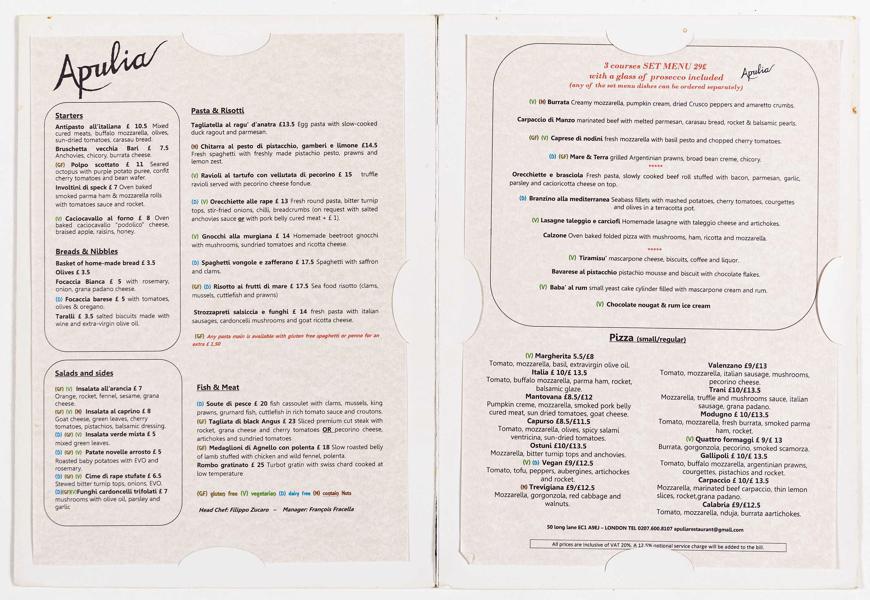 Apulia
Starters
Antipasto all'italiana £ 10.5 Mixed
cured meats, buffalo mozzarella, olives,
sun-dried tomatoes, carasau bread.
Bruschetta vecchia Bari £ 7.5
Anchovies, chicory, burrata cheese.
(GF) Polpo scottato £ 11 Seared
octopus with purple potato puree, confit
cherry tomatoes and bean wafer.
Involtini di speck £ 7 Oven baked
smoked parma ham & mozzarella rolls
with tomatoes sauce and rocket.
(V) Caciocavallo al forno £ 8 Oven
baked caciocavallo "podolico" cheese,
braised apple, raisins, honey.
Breads & Nibbles
Basket of home-made bread £ 3.5
Olives £ 3.5
Focaccia Bianca £ 5 with rosemary,
onion, grana padano cheese.
(D) Focaccia barese £ 5 with tomatoes,
olives & oregano.
Taralli £ 3.5 salted biscuits made with
wine and extra-virgin olive oil.
Salads and sides
(GF) (V) Insalata all'arancia £ 7
Orange, rocket, fennel, sesame, grana
cheese.
(GF) (V) (N) Insalata al caprino £ 8
Goat cheese, green leaves, cherry
tomatoes, pistachios, balsamic dressing.
(D) (GF) (V) Insalata verde mista £ 5
mixed green leaves.
(D) (GF) (V) Patate novelle arrosto £ 5
Roasted baby potatoes with EVO and
rosemary.
(D) (GF) (V) Cime di rape stufate £ 6.5
Stewed bitter turnip tops, onions, EVO.
(D)(GF)(V)Funghi cardoncelli trifolati £ 7
mushrooms with olive oil, parsley and
garlic
Pasta & Risotti
Tagliatella al ragu' d'anatra £13.5 Egg pasta with slow-cooked
duck ragout and parmesan.
(N) Chitarra al pesto di pistacchio, gamberi e limone £14.5
Fresh spaghetti with freshly made pistachio pesto, prawns and
lemon zest.
(V) Ravioli al tartufo con vellutata di pecorino £ 15 truffle
ravioli served with pecorino cheese fondue.
(D) (V) Orecchiette alle rape £ 13 Fresh round pasta, bitter turnip
tops, stir-fried onions, chilli, breadcrumbs (on request with salted
anchovies sauce or with pork belly cured meat + £ 1).
(V) Gnocchi alla murgiana £ 14 Homemade beetroot gnocchi
with mushrooms, sundried tomatoes and ricotta cheese.
(D) Spaghetti vongole e zafferano £ 17.5 Spaghetti with saffron
and clams.
(GF) (D) Risotto ai frutti di mare £ 17.5 Sea food risotto (clams,
mussels, cuttlefish and prawns)
Strozzapreti salsiccia e funghi £ 14 fresh pasta with italian
sausages, cardoncelli mushrooms and goat ricotta cheese.
(GF) Any pasta main is available with gluten free spaghetti or penne for an
extra £ 1.50
Fish & Meat
(D) Soute di pesce £ 20 fish cassoulet with clams, mussels, king
prawns, grurnard fish, cuttlefish in rich tomato sauce and croutons.
(GF) Tagliata di black Angus £ 23 Sliced premium cut steak with
rocket, grana cheese and cherry tomatoes OR pecorino cheese,
artichokes and sundried tomatoes
(GF) Medaglioni di Agnello con polenta £ 18 Slow roasted belly
of lamb stuffed with chicken and wild fennel, polenta.
Rombo gratinato £ 25 Turbot gratin with swiss chard cooked at
low temperature
(GF) gluten free (V) vegetarian (D) dairy free (N) contain Nuts
Head Chef: Filippo Zucaro – Manager: François Fracella
3 courses SET MENU 29£
with a glass of prosecco included
(any of the set menu dishes can be ordered separately)
Apulia
(V) (N) Burrata Creamy mozzarella, pumpkin cream, dried Crusco peppers and amaretto crumbs.
Carpaccio di Manzo marinated beef with melted parmesan, carasau bread, rocket & balsamic pearls.
(GF) (V) Caprese di nodini fresh mozzarella with basil pesto and chopped cherry tomatoes.
(D) (GF) Mare & Terra grilled Argentinian prawns, broad bean creme, chicory.
*****
Orecchiette e brasciola Fresh pasta, slowly cooked beef roll stuffed with bacon, parmesan, garlic,
parsley and cacioricotta cheese on top.
(D) Branzino alla mediterranea Seabass fillets with mashed potatoes, cherry tomatoes, courgettes
and olives in a terracotta pot.
(V) Lasagne taleggio e carciofi Homemade lasagne with taleggio cheese and artichokes.
Calzone Oven baked folded pizza with mushrooms, ham, ricotta and mozzarella.
*****
(V) Tiramisu' mascarpone cheese, biscuits, coffee and liquor.
Bavarese al pistacchio pistachio mousse and biscuit with chocolate flakes.
(V) Baba' al rum small yeast cake cylinder filled with mascarpone cream and rum.
(V) Chocolate nougat & rum ice cream
Pizza (small/regular)
(V) Margherita 5.5/£8
Tomato, mozzarella, basil, extravirgin olive oil.
Italia £ 10/£ 13.5
Tomato, buffalo mozzarella, parma ham, rocket,
balsamic glaze.
Mantovana £8.5/£12
Pumpkin creme, mozzarella, smoked pork belly
cured meat, sun dried tomatoes, goat cheese.
Capurso £8.5/£11.5
Tomato, mozzarella, olives, spicy salami
ventricina, sun-dried tomatoes.
Ostuni £10/£13.5
Mozzarella, bitter turnip tops and anchovies.
(V) (D) Vegan £9/£12.5
Tomato, tofu, peppers, aubergines, artichokes
and rocket.
(N) Trevigiana £9/£12.5
Mozzarella, gorgonzola, red cabbage and
walnuts.
Valenzano £9/£13
Tomato, mozzarella, italian sausage, mushrooms,
pecorino cheese.
Trani £10/£13.5
Mozzarella, truffle and mushrooms sauce, italian
sausage, grana padano.
Modugno £ 10/£ 13.5
Tomato, mozzarella, fresh burrata, smoked parma
ham, rocket.
(V) Quattro formaggi £ 9/£ 13
Burrata, gorgonzola, pecorino, smoked scamorza.
Gallipoli £ 10/£ 13.5
Tomato, buffalo mozzarella, argentinian prawns,
courgettes, pistachios and rocket.
Carpaccio £ 10/£ 13.5
Mozzarella, marinated beef carpaccio, thin lemon
slices, rocket,grana padano.
Calabria £9/£12.5
Tomato, mozzarella, nduja, burrata aartichokes.
50 long lane EC1 A9EJ – LONDON TEL 0207.600.8107 apuliarestaurant@gmail.com
All prices are inclusive of VAT 20%. A 12.5% optional service charge will be added to the bill.